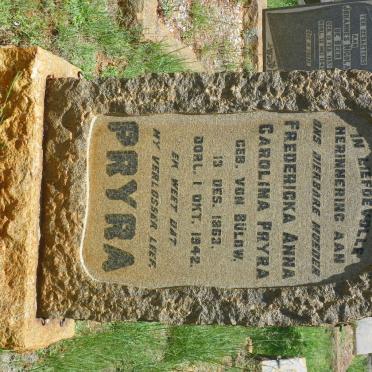 IN LIEFDEVOLLE
HERINNERING AAN
ONS DIERBARE MOEDER
FREDERICKA ANNA
CAROLINA PRYRA
GEB. VON BÜLOW,
13 DES. 1863.
OORL. 1 OKT. 1942.
EK WEET DAT
MY VERLOSSER LEEF.
PRYRA